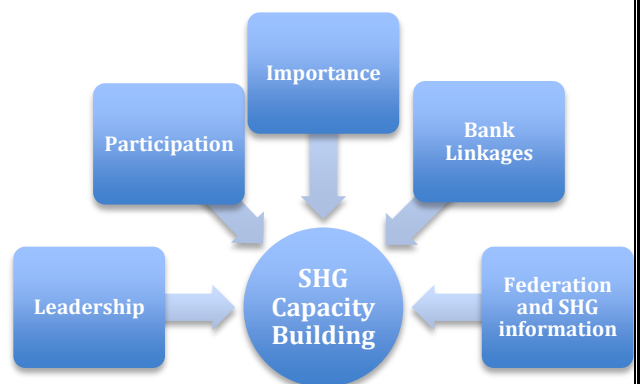 Importance
Participation
Bank
Linkages
Leadership
SHG
Capacity
Building
Federation
and SHG
information